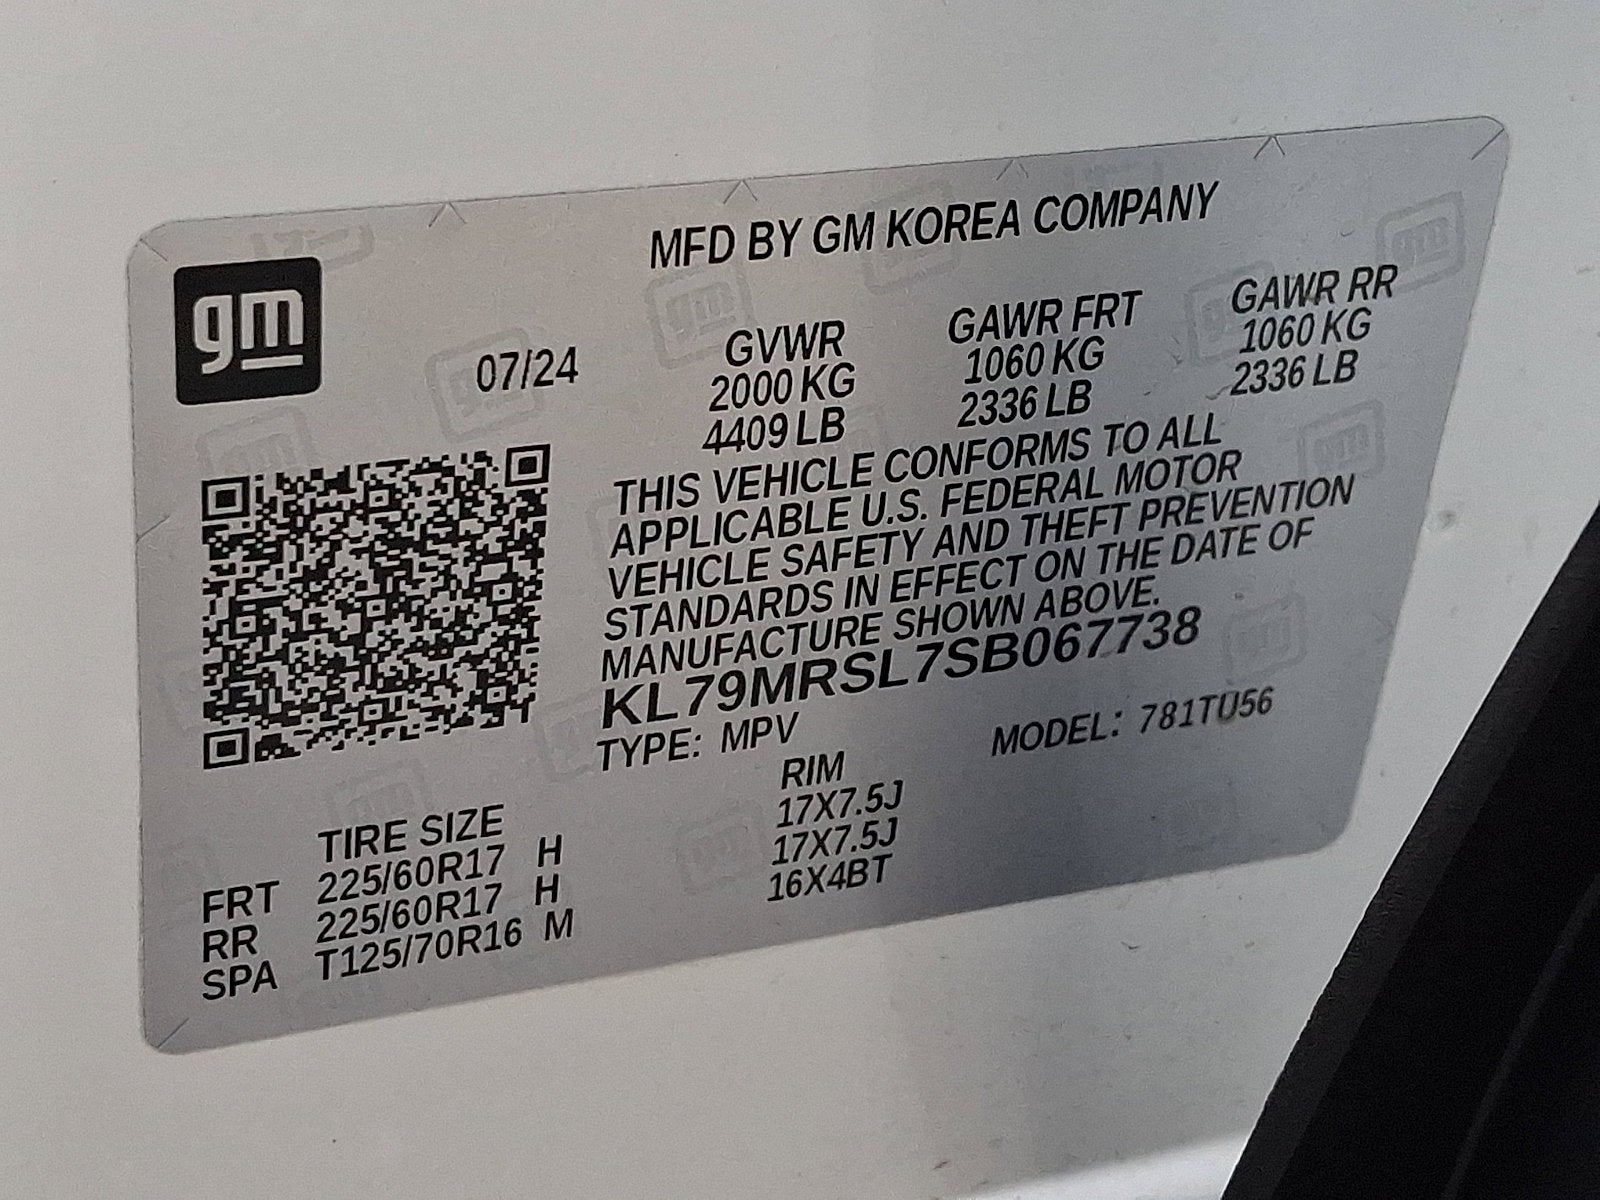 MFD BY GM KOREA COMPANY
gm
07/24
GVWR GAWR FRT GAWR RR
2000 KG 1060 KG 1060 KG
4409 LB 2336 LB 2336 LB
THIS VEHICLE CONFORMS TO ALL
APPLICABLE U.S. FEDERAL MOTOR
VEHICLE SAFETY AND THEFT PREVENTION
STANDARDS IN EFFECT ON THE DATE OF
MANUFACTURE SHOWN ABOVE.
KL79MRSL7SB067738
TYPE: MPV MODEL: 781TU56
TIRE SIZE RIM
FRT 225/60R17 H 17X7.5J
RR 225/60R17 H 17X7.5J
SPA T125/70R16 M 16X4BT